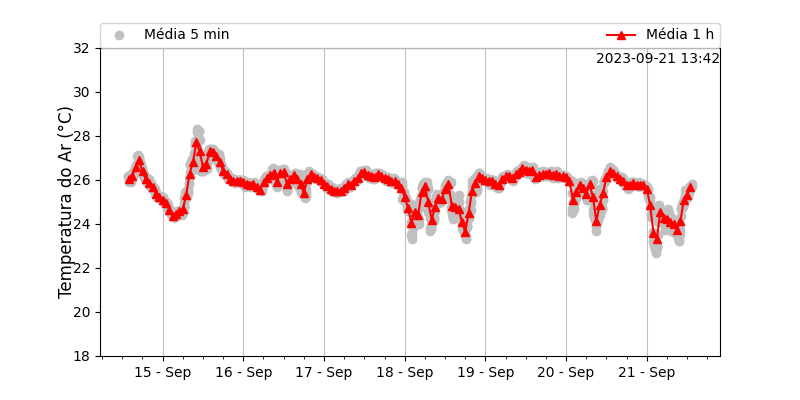 Média 5 min
Média 1 h
2023-09-21 13:42
Temperatura do Ar (°C)
32
30
28
26
24
22
20
18
15 - Sep
16 - Sep
17 - Sep
18 - Sep
19 - Sep
20 - Sep
21 - Sep